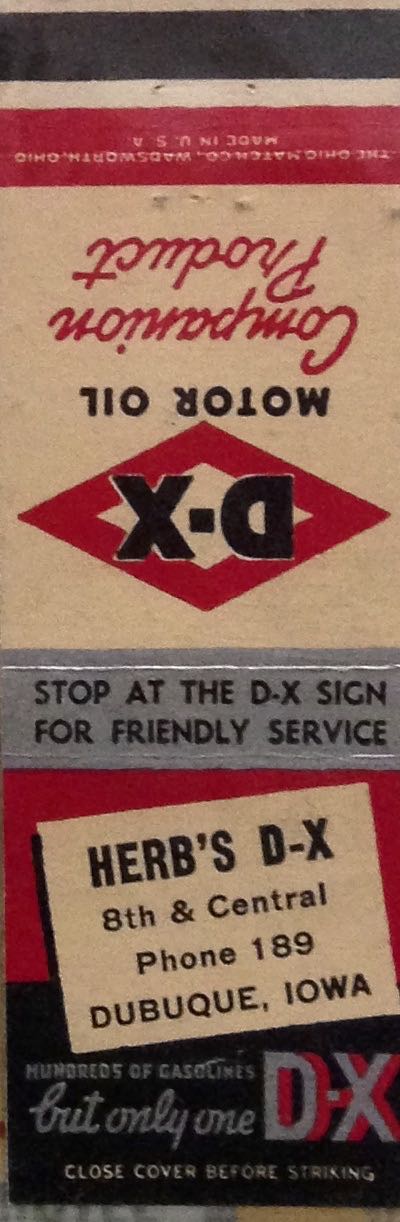 THE OHIO MATCH CO., WADSWORTH, OHIO
MADE IN U. S. A.
Companion
Product
MOTOR OIL
D-X
STOP AT THE D-X SIGN
FOR FRIENDLY SERVICE
HERB'S D-X
8th & Central
Phone 189
DUBUQUE, IOWA
HUNDREDS OF GASOLINES
but only one D-X
CLOSE COVER BEFORE STRIKING